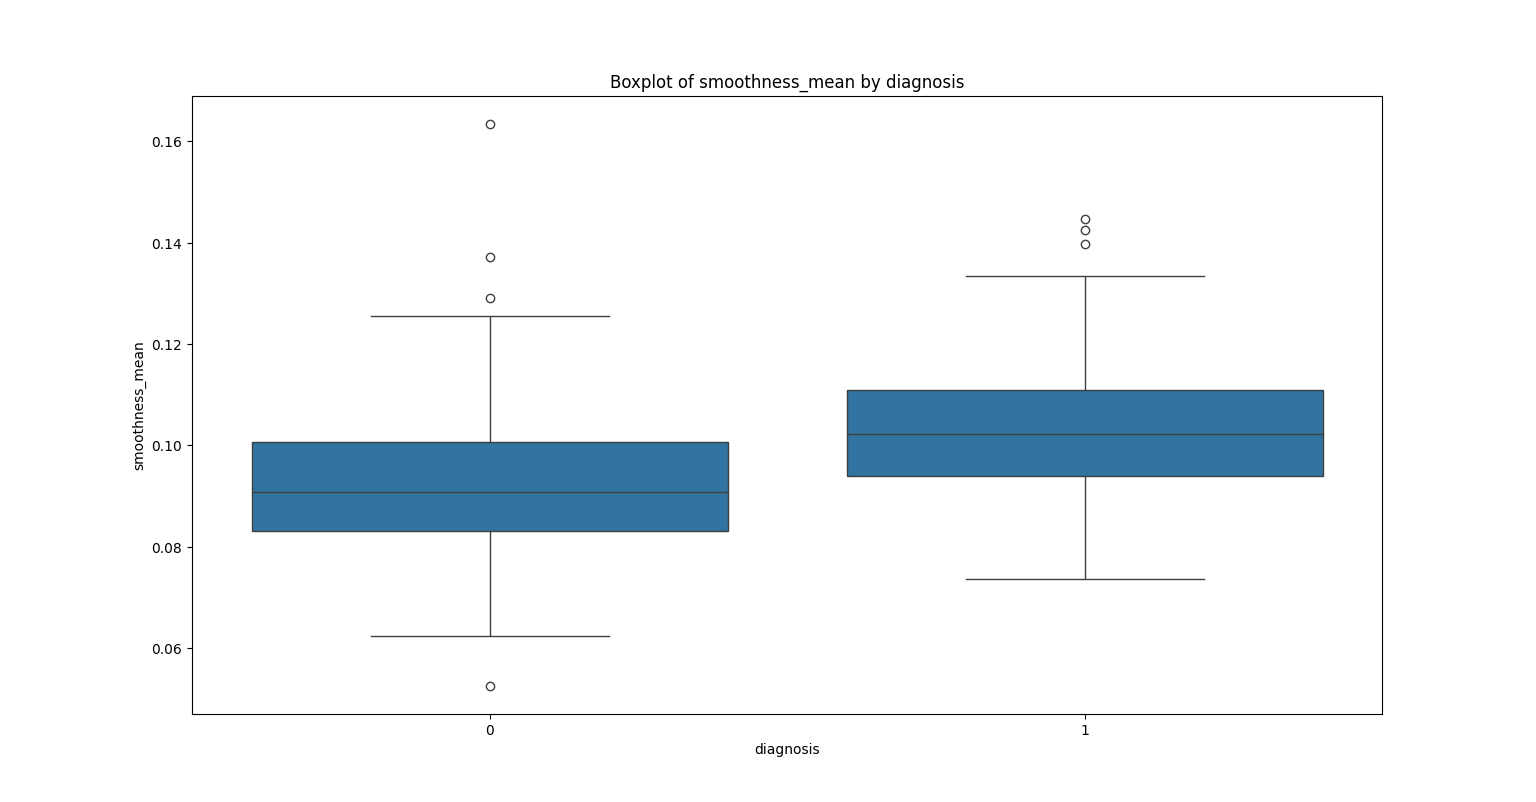 Boxplot of smoothness_mean by diagnosis
0.16
0.14
0.12
0.10
0.08
0.06
smoothness_mean
0 1
diagnosis